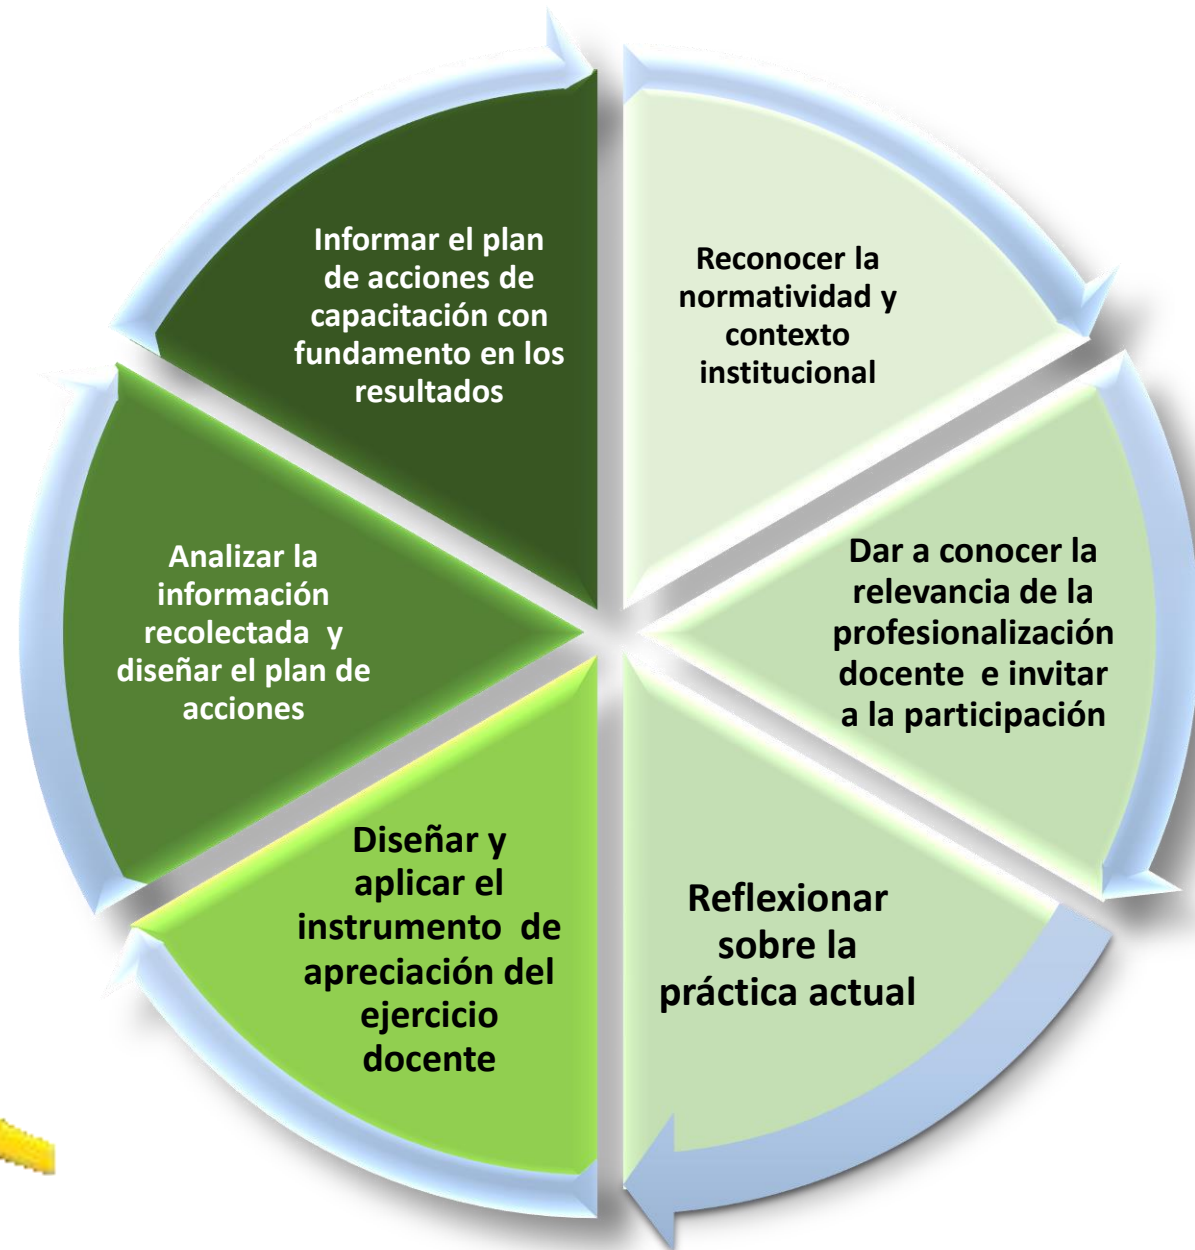 Reconocer la
normatividad y
contexto
institucional
Dar a conocer la
relevancia de la
profesionalización
docente e invitar
a la participación
Reflexionar
sobre la
práctica actual
Diseñar y
aplicar el
instrumento de
apreciación del
ejercicio
docente
Analizar la
información
recolectada y
diseñar el plan de
acciones
Informar el plan
de acciones de
capacitación con
fundamento en los
resultados